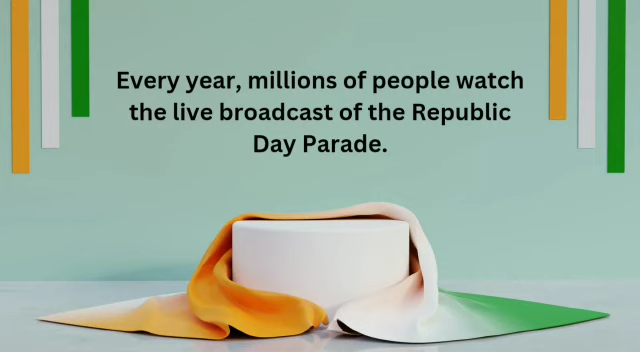 Every year, millions of people watch
the live broadcast of the Republic
Day Parade.